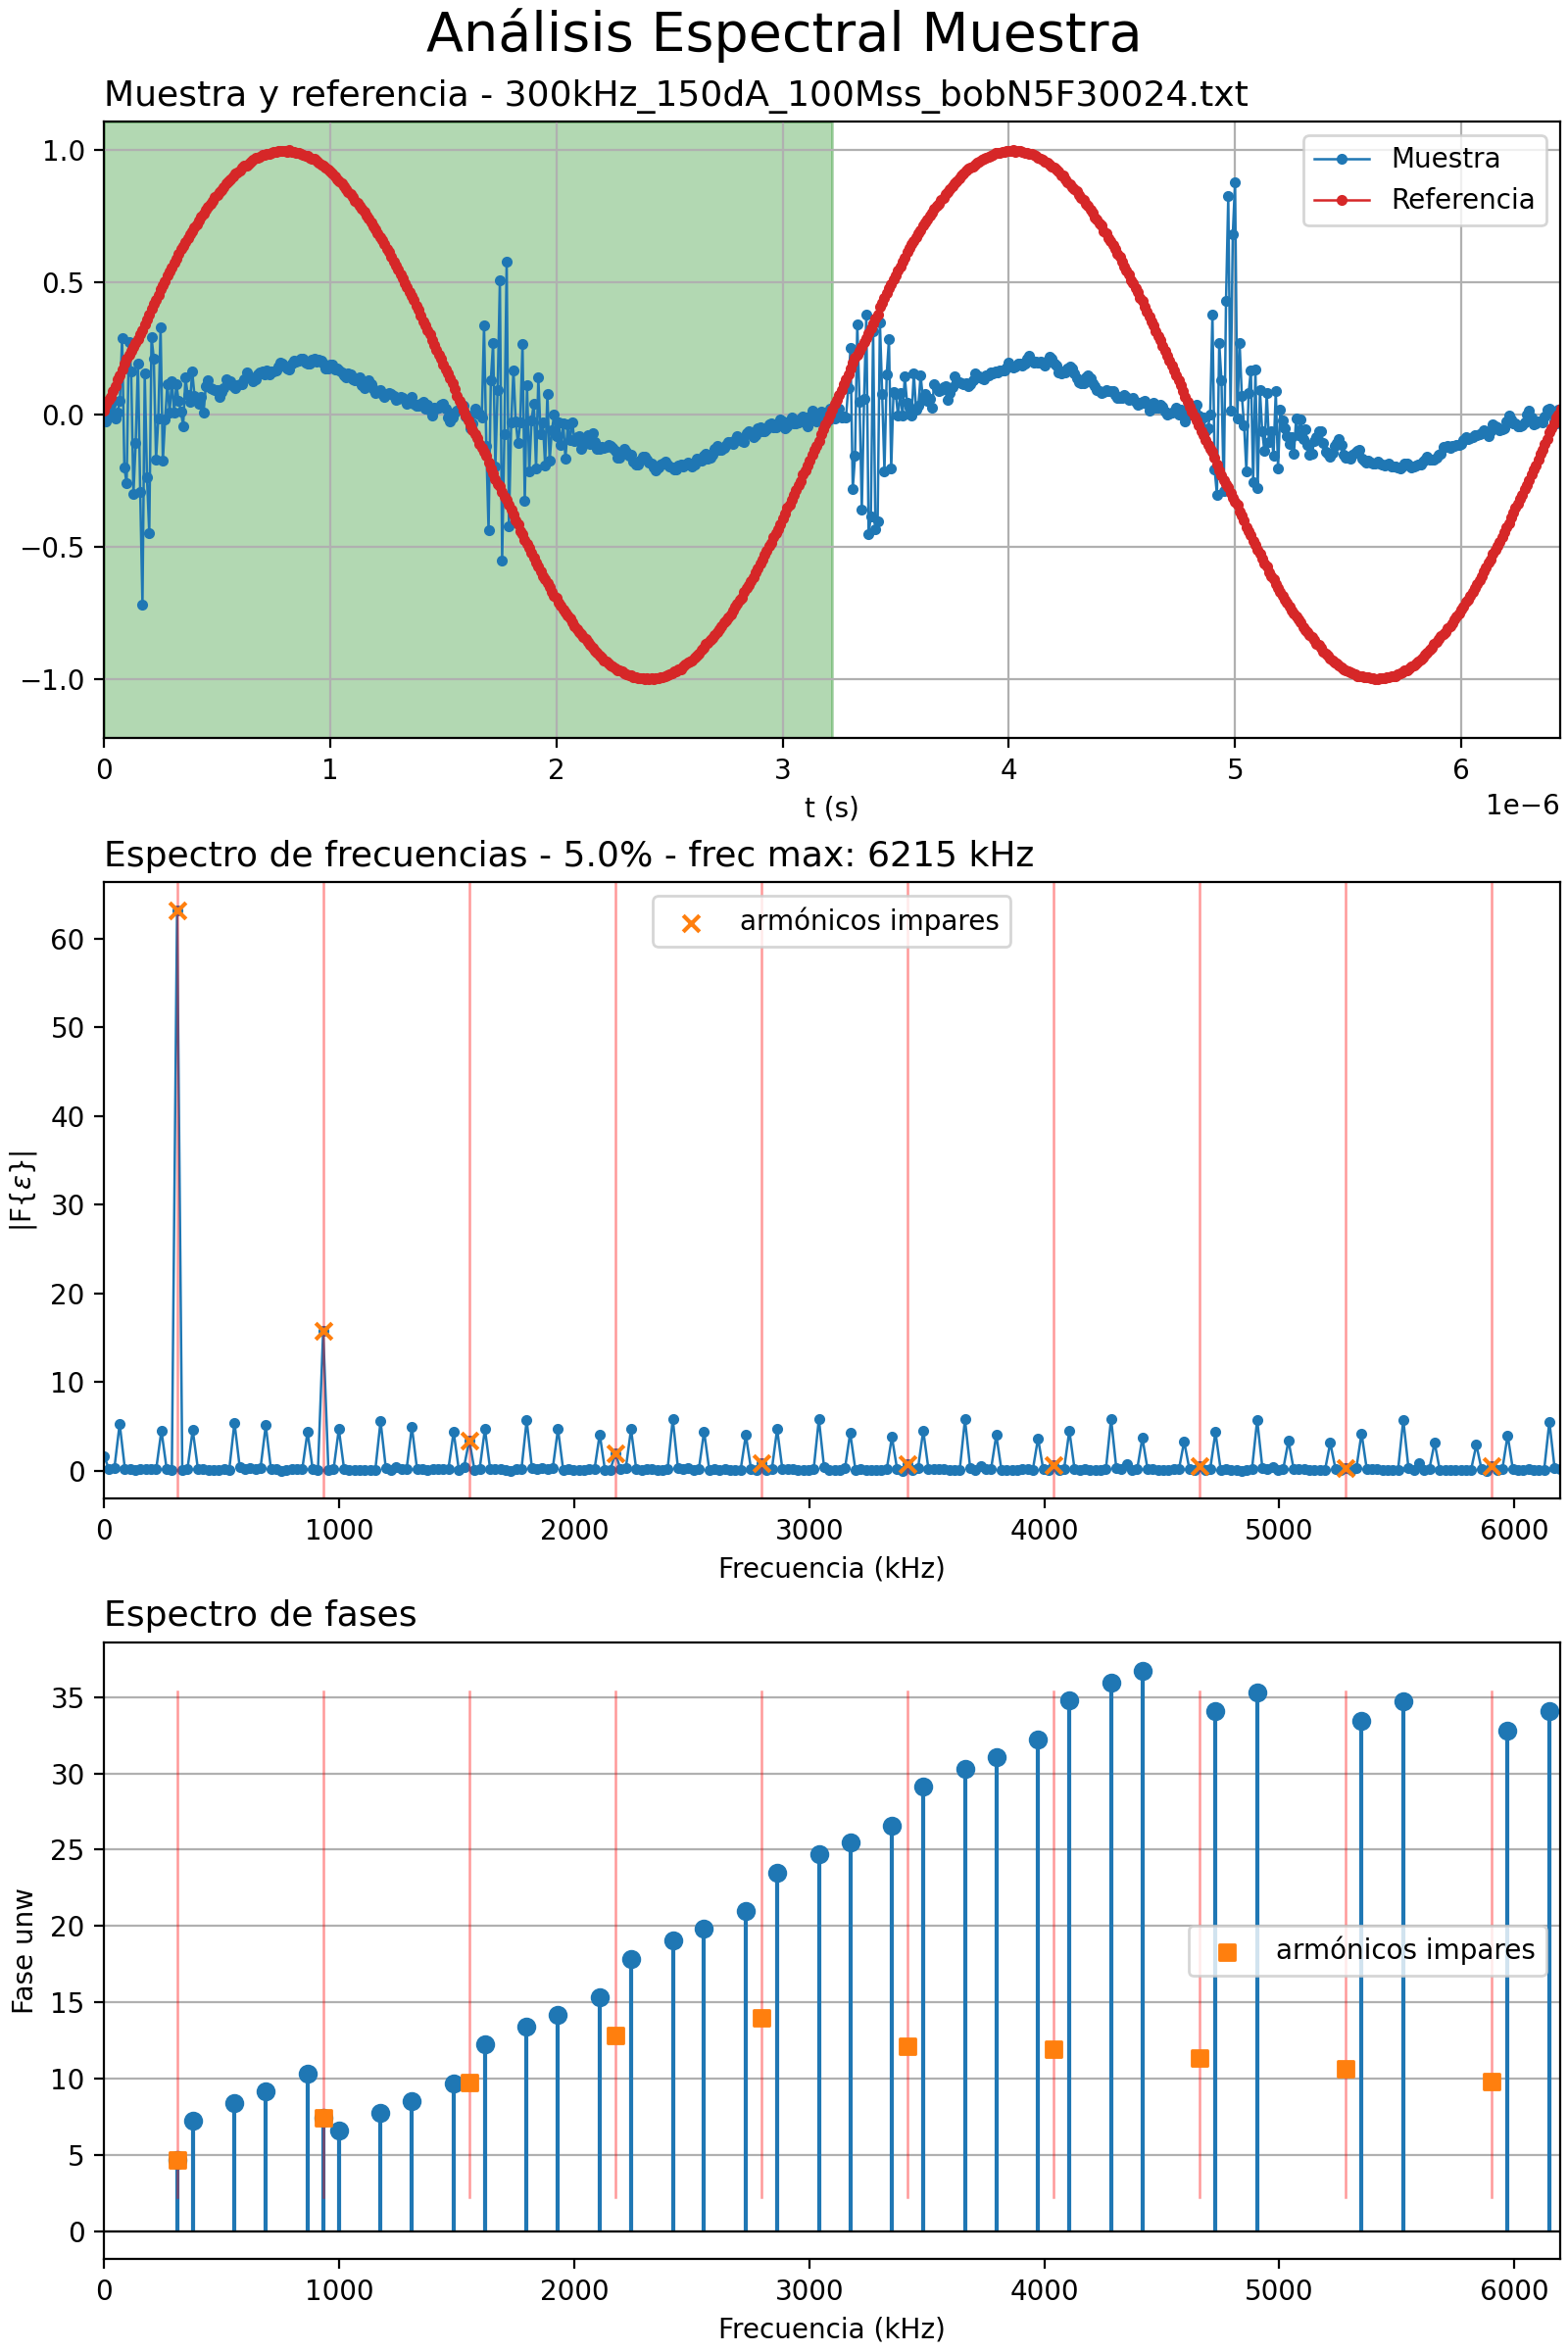 Análisis Espectral Muestra
Muestra y referencia - 300kHz_150dA_100Mss_bobN5F30024.txt
Muestra
Referencia
1.0
0.5
0.0
−0.5
−1.0
0 1 2 3 4 5 6
t (s)
1e−6
Espectro de frecuencias - 5.0% - frec max: 6215 kHz
armónicos impares
60
50
40
30
20
10
0
|F{ε}|
0 1000 2000 3000 4000 5000 6000
Frecuencia (kHz)
Espectro de fases
35
30
25
20
15
10
5
0
Fase unw
armónicos impares
0 1000 2000 3000 4000 5000 6000
Frecuencia (kHz)